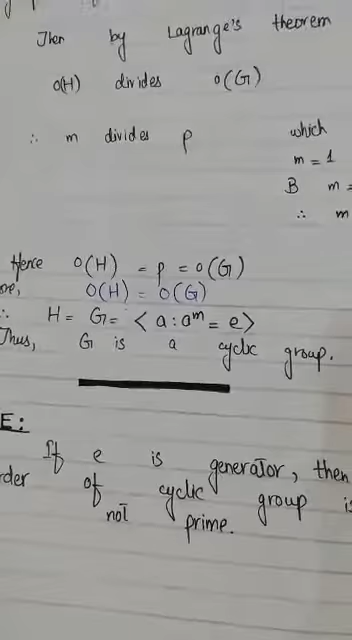 Then by Lagrange's theorem
O(H) divides O(G)
∴ m divides p which
m = 1
B m =
∴ m
Hence O(H) = p = O(G)
O(H) = O(G)
∴ H = G = < a : aᵐ = e >
Thus, G is a cyclic group.
E:
If e is generator, then
of cyclic group is
not prime.